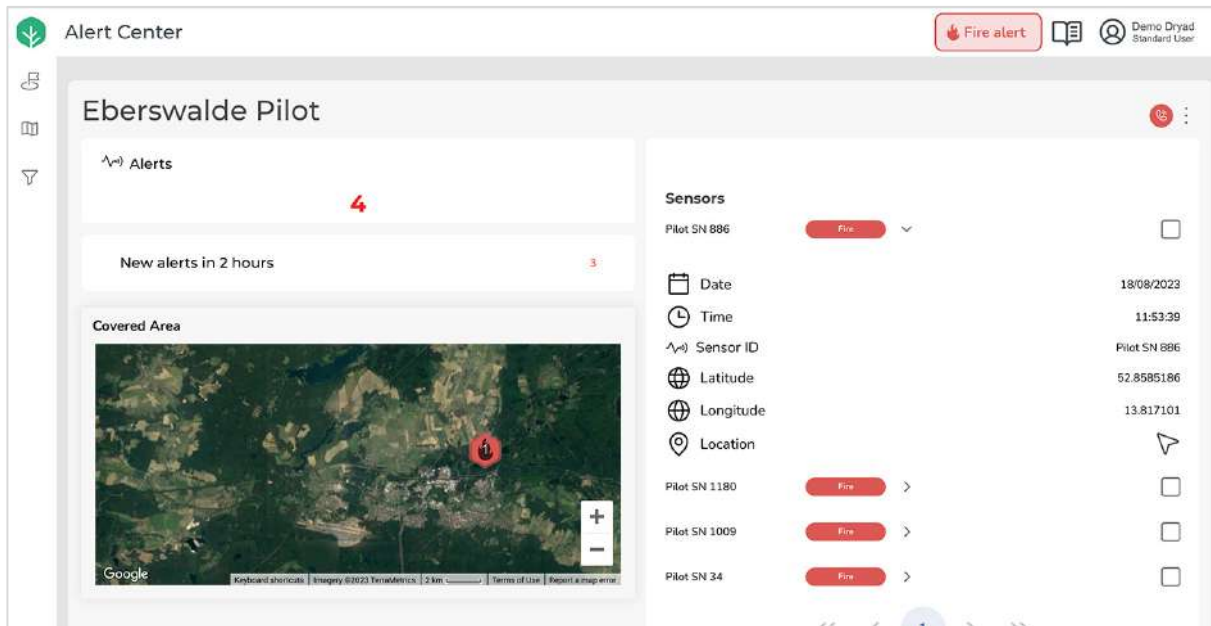 Alert Center
Fire alert
Demo Dryad
Standard User
Eberswalde Pilot
Alerts
4
New alerts in 2 hours 3
Covered Area
1
Google
Keyboard shortcuts Imagery ©2023 TerraMetrics 2 km Terms of Use Report a map error
Sensors
Pilot SN 886 Fire
Date 18/08/2023
Time 11:53:39
Sensor ID Pilot SN 886
Latitude 52.8585186
Longitude 13.817101
Location
Pilot SN 1180 Fire
Pilot SN 1009 Fire
Pilot SN 34 Fire
1